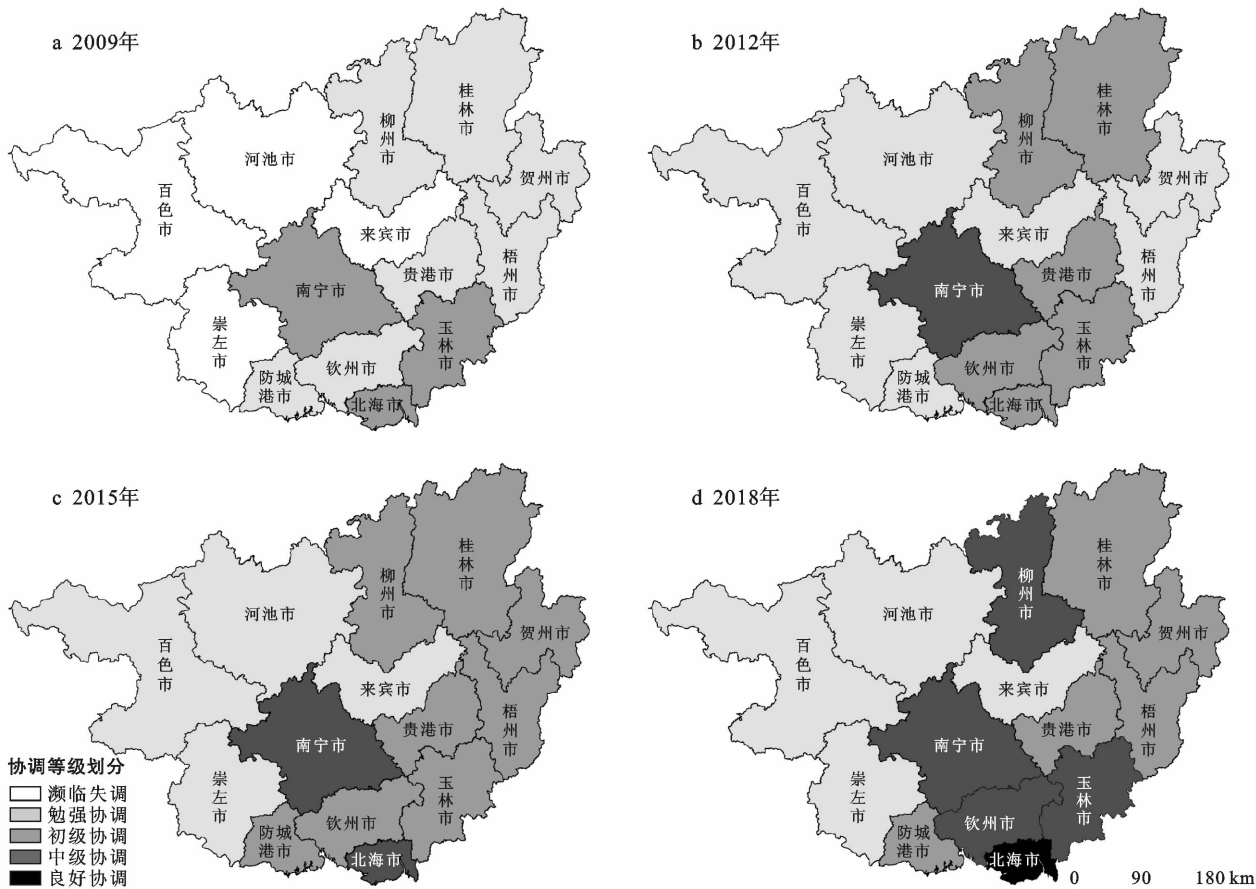 a 2009年
桂林市
柳州市
河池市
贺州市
百色市
来宾市
梧州市
贵港市
南宁市
崇左市
玉林市
钦州市
防城港市
北海市
b 2012年
桂林市
柳州市
河池市
贺州市
百色市
来宾市
梧州市
贵港市
南宁市
崇左市
玉林市
钦州市
防城港市
北海市
c 2015年
桂林市
柳州市
河池市
贺州市
百色市
来宾市
梧州市
贵港市
南宁市
崇左市
玉林市
钦州市
防城港市
北海市
协调等级划分
濒临失调
勉强协调
初级协调
中级协调
良好协调
d 2018年
桂林市
柳州市
河池市
贺州市
百色市
来宾市
梧州市
贵港市
南宁市
崇左市
玉林市
钦州市
防城港市
北海市
0 90 180 km